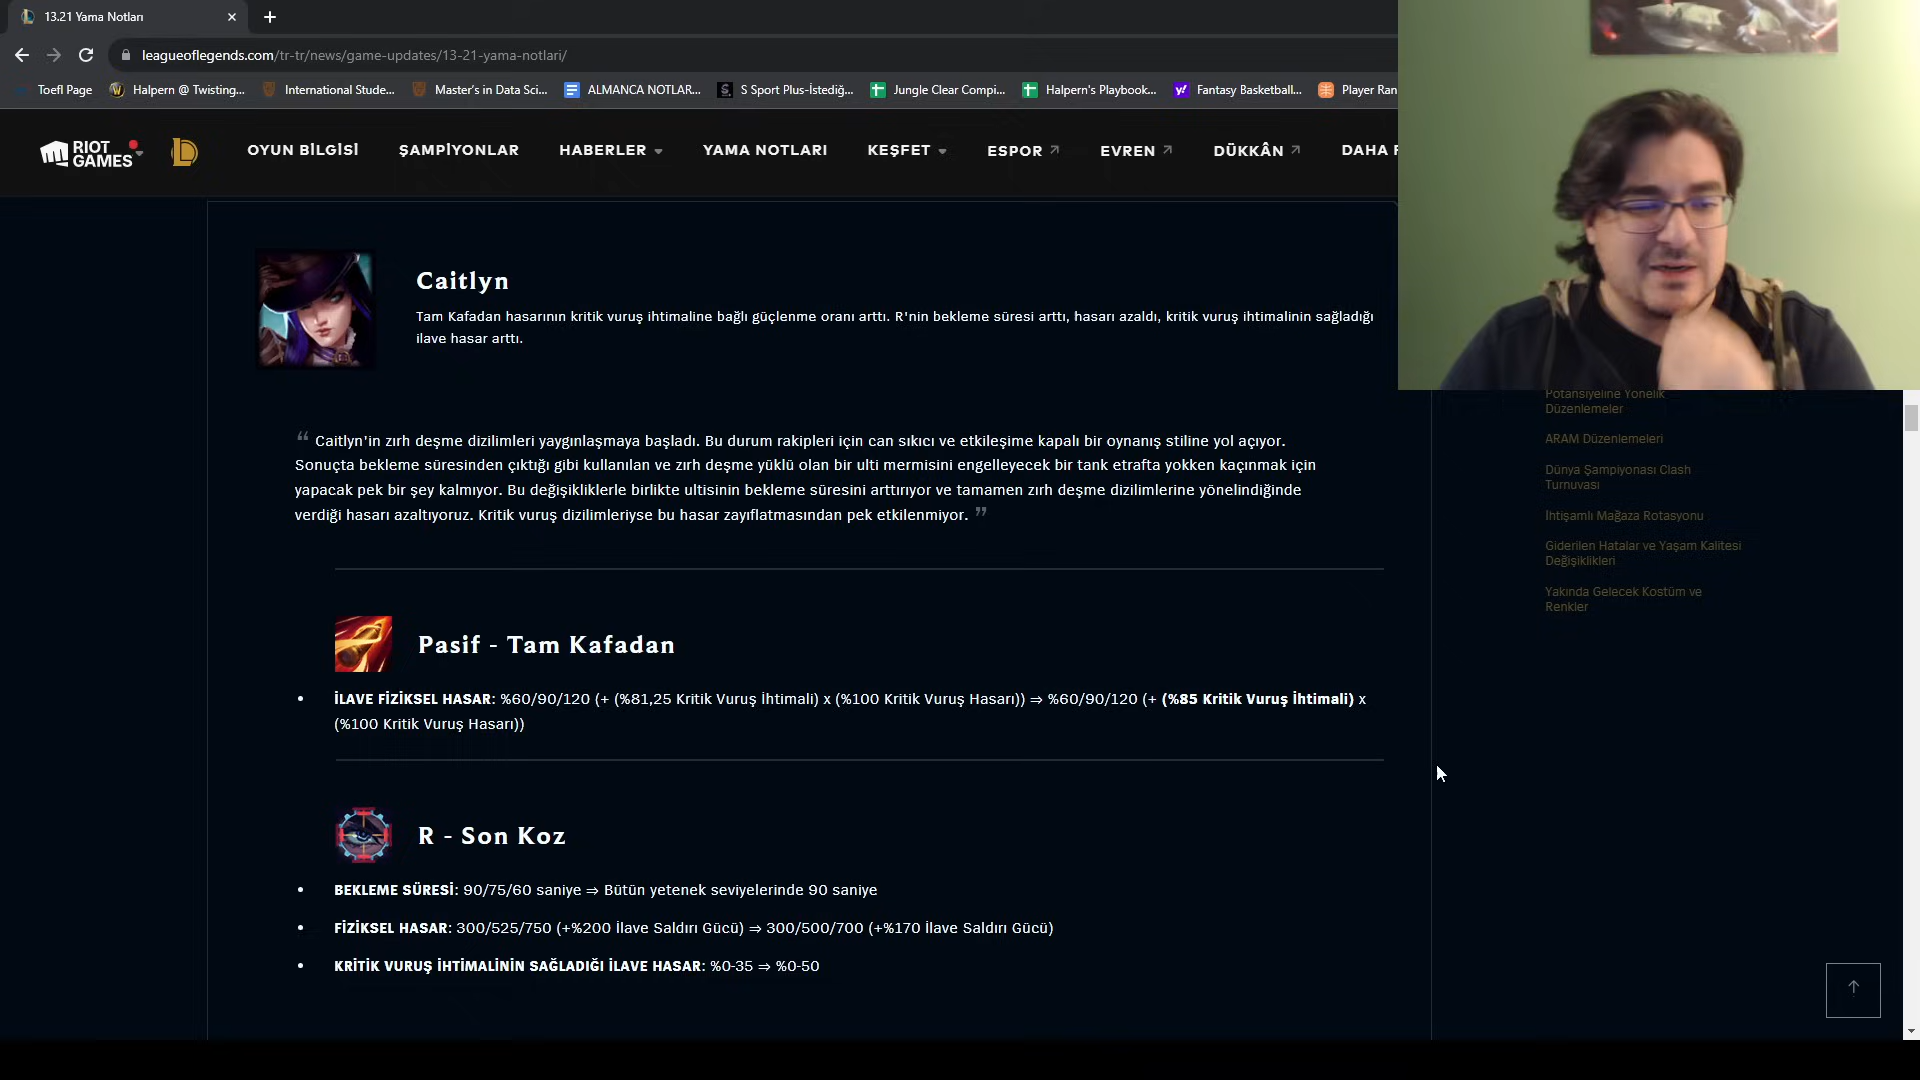 13.21 Yama Notları
leagueoflegends.com/tr-tr/news/game-updates/13-21-yama-notlari/
Toefl Page Halpern @ Twisting... International Stude... Master's in Data Sci... ALMANCA NOTLAR... S Sport Plus-İstediğ... Jungle Clear Compi... Halpern's Playbook... Fantasy Basketball... Player Ran
RIOT GAMES OYUN BİLGİSİ ŞAMPİYONLAR HABERLER YAMA NOTLARI KEŞFET ESPOR EVREN DÜKKÂN DAHA F
Caitlyn
Tam Kafadan hasarının kritik vuruş ihtimaline bağlı güçlenme oranı arttı. R'nin bekleme süresi arttı, hasarı azaldı, kritik vuruş ihtimalinin sağladığı
ilave hasar arttı.
“ Caitlyn'in zırh deşme dizilimleri yaygınlaşmaya başladı. Bu durum rakipleri için can sıkıcı ve etkileşime kapalı bir oynanış stiline yol açıyor.
Sonuçta bekleme süresinden çıktığı gibi kullanılan ve zırh deşme yüklü olan bir ulti mermisini engelleyecek bir tank etrafta yokken kaçınmak için
yapacak pek bir şey kalmıyor. Bu değişikliklerle birlikte ultisinin bekleme süresini arttırıyor ve tamamen zırh deşme dizilimlerine yönelindiğinde
verdiği hasarı azaltıyoruz. Kritik vuruş dizilimleriyse bu hasar zayıflatmasından pek etkilenmiyor. ”
Pasif - Tam Kafadan
• İLAVE FİZİKSEL HASAR: %60/90/120 (+ (%81,25 Kritik Vuruş İhtimali) x (%100 Kritik Vuruş Hasarı)) ⇒ %60/90/120 (+ (%85 Kritik Vuruş İhtimali) x
(%100 Kritik Vuruş Hasarı))
R - Son Koz
• BEKLEME SÜRESİ: 90/75/60 saniye ⇒ Bütün yetenek seviyelerinde 90 saniye
• FİZİKSEL HASAR: 300/525/750 (+%200 İlave Saldırı Gücü) ⇒ 300/500/700 (+%170 İlave Saldırı Gücü)
• KRİTİK VURUŞ İHTİMALİNİN SAĞLADIĞI İLAVE HASAR: %0-35 ⇒ %0-50
Potansiyeline Yönelik
Düzenlemeler
ARAM Düzenlemeleri
Dünya Şampiyonası Clash
Turnuvası
İhtişamlı Mağaza Rotasyonu
Giderilen Hatalar ve Yaşam Kalitesi
Değişiklikleri
Yakında Gelecek Kostüm ve
Renkler